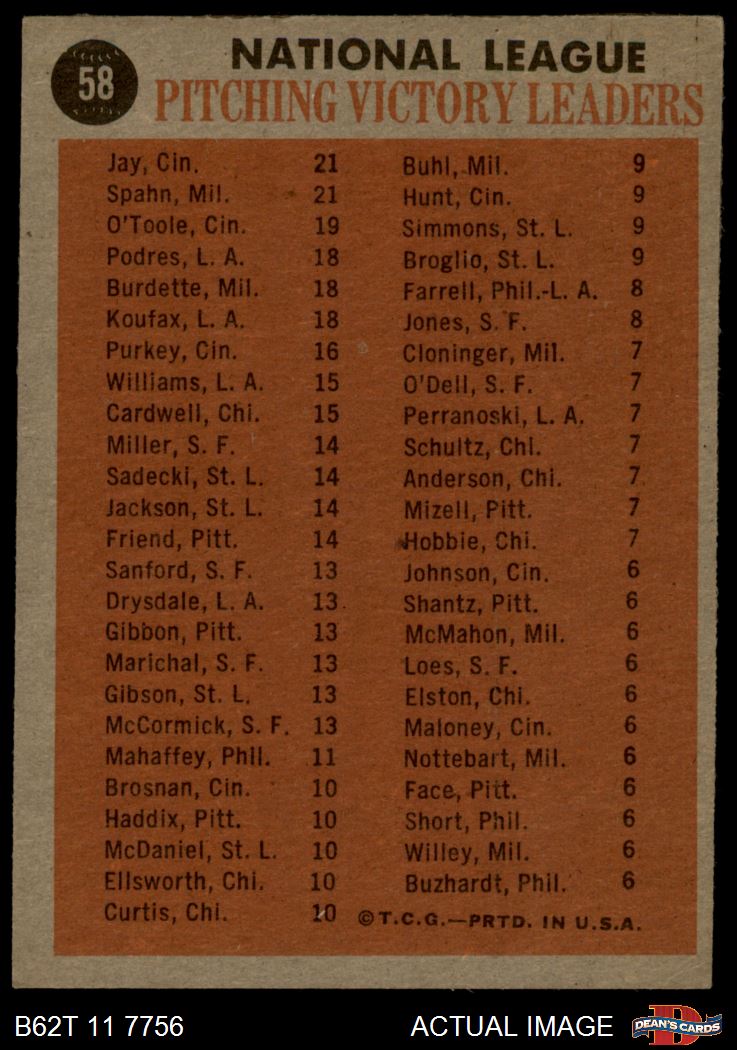 58
NATIONAL LEAGUE
PITCHING VICTORY LEADERS
Jay, Cin. 21
Spahn, Mil. 21
O'Toole, Cin. 19
Podres, L. A. 18
Burdette, Mil. 18
Koufax, L. A. 18
Purkey, Cin. 16
Williams, L. A. 15
Cardwell, Chi. 15
Miller, S. F. 14
Sadecki, St. L. 14
Jackson, St. L. 14
Friend, Pitt. 14
Sanford, S. F. 13
Drysdale, L. A. 13
Gibbon, Pitt. 13
Marichal, S. F. 13
Gibson, St. L. 13
McCormick, S. F. 13
Mahaffey, Phil. 11
Brosnan, Cin. 10
Haddix, Pitt. 10
McDaniel, St. L. 10
Ellsworth, Chi. 10
Curtis, Chi. 10
Buhl, Mil. 9
Hunt, Cin. 9
Simmons, St. L. 9
Broglio, St. L. 9
Farrell, Phil.-L. A. 8
Jones, S. F. 8
Cloninger, Mil. 7
O'Dell, S. F. 7
Perranoski, L. A. 7
Schultz, Chi. 7
Anderson, Chi. 7
Mizell, Pitt. 7
Hobbie, Chi. 7
Johnson, Cin. 6
Shantz, Pitt. 6
McMahon, Mil. 6
Loes, S. F. 6
Elston, Chi. 6
Maloney, Cin. 6
Nottebart, Mil. 6
Face, Pitt. 6
Short, Phil. 6
Willey, Mil. 6
Buzhardt, Phil. 6
©T.C.G.—PRTD. IN U.S.A.
B62T 11 7756
ACTUAL IMAGE
DEAN'S CARDS